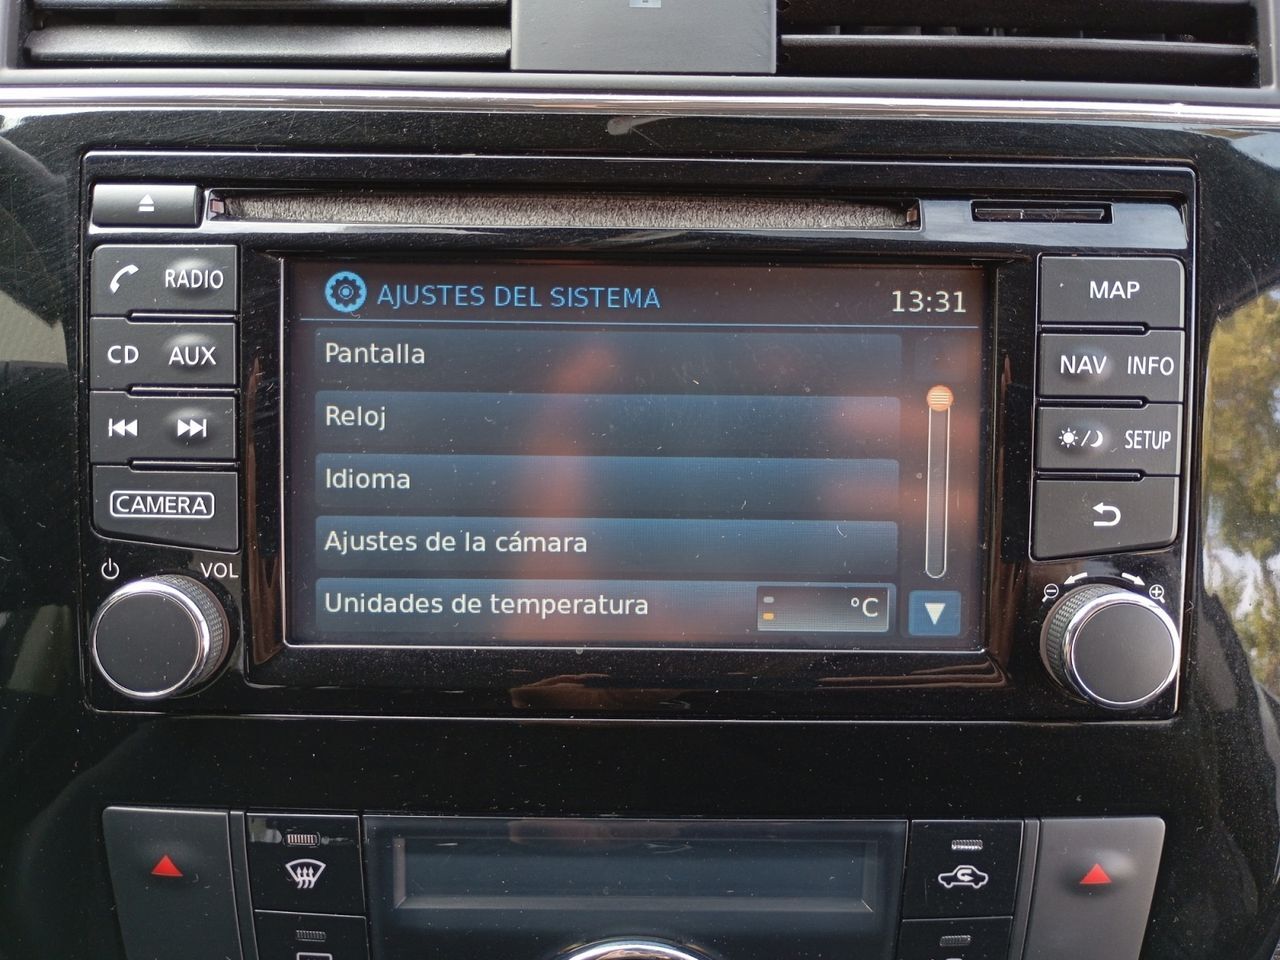 RADIO
CD AUX
CAMERA
VOL
AJUSTES DEL SISTEMA 13:31
Pantalla
Reloj
Idioma
Ajustes de la cámara
Unidades de temperatura °C
MAP
NAV INFO
SETUP